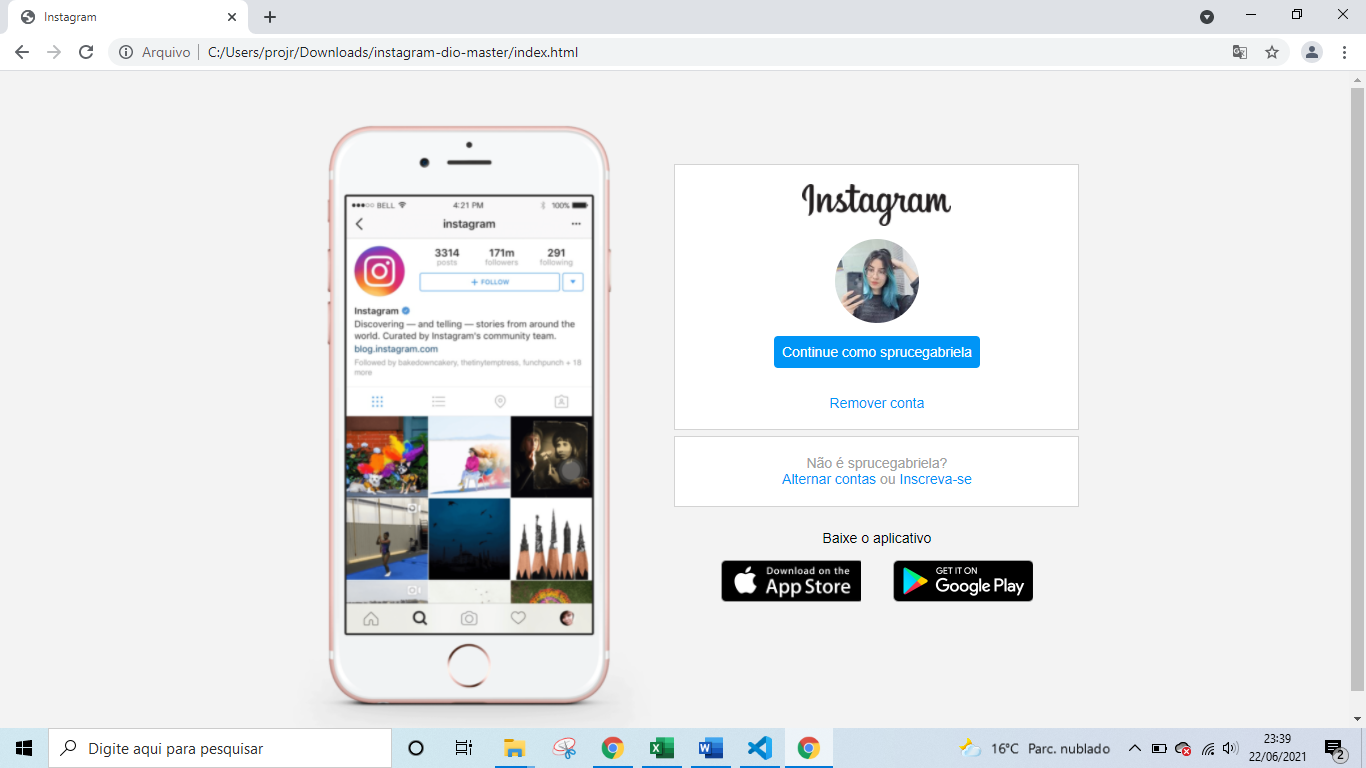 Instagram
Arquivo
C:/Users/projr/Downloads/instagram-dio-master/index.html
BELL
4:21 PM
100%
instagram
3314
171m
291
posts
followers
following
+ FOLLOW
Instagram
Discovering — and telling — stories from around the
world. Curated by Instagram's community team.
blog.instagram.com
Followed by bakedowncakery, thetinytemptress, funchpunch + 18
more
Instagram
Continue como sprucegabriela
Remover conta
Não é sprucegabriela?
Alternar contas ou Inscreva-se
Baixe o aplicativo
Download on the
App Store
GET IT ON
Google Play
Digite aqui para pesquisar
16°C Parc. nublado
23:39
22/06/2021
2